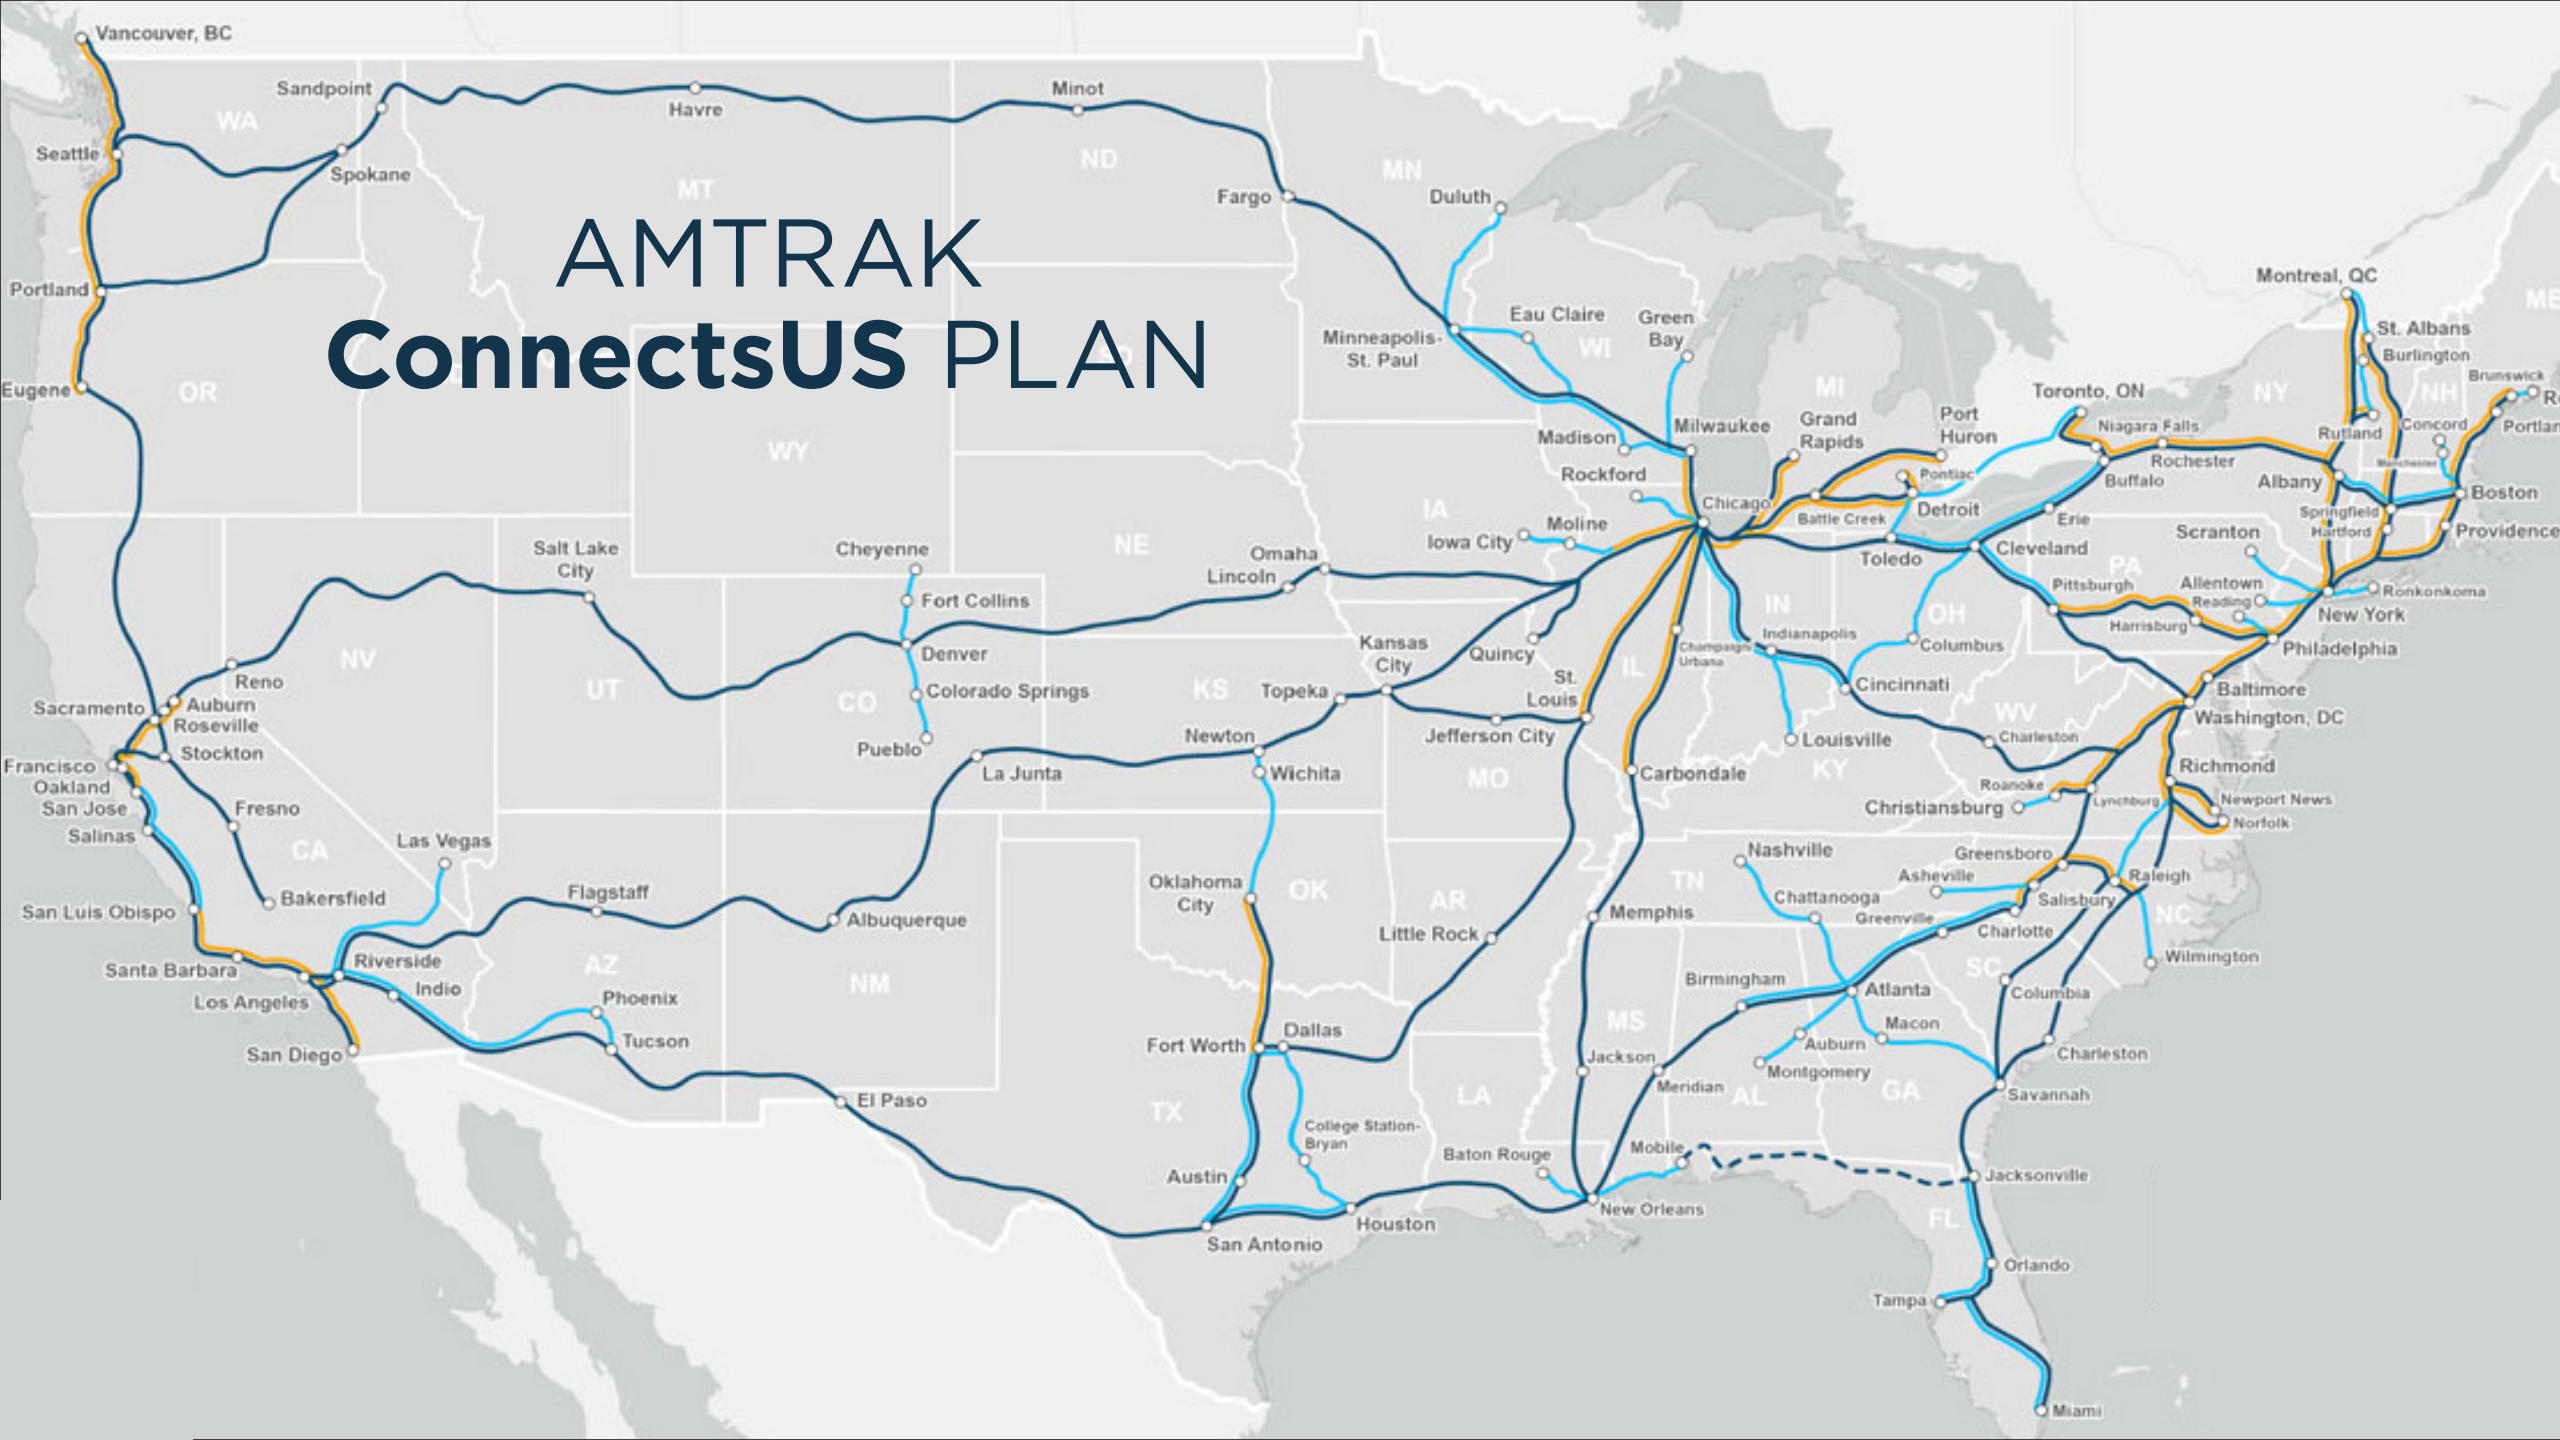 Vancouver, BC
Sandpoint
Havre
Minot
WA
Seattle
Spokane
MT
ND
MN
Fargo
Duluth
AMTRAK
ConnectsUS PLAN
Portland
Eugene
OR
WY
Minneapolis-
St. Paul
Eau Claire
Green
Bay
WI
MI
Madison
Milwaukee
Rockford
Grand
Rapids
Port
Huron
Pontiac
Chicago
Battle Creek
Detroit
Toronto, ON
Niagara Falls
Rochester
Buffalo
Erie
Montreal, QC
St. Albans
Burlington
Brunswick
ME
NY
NH
Rutland
Concord
Manchester
Albany
Boston
Springfield
Hartford
Providence
Scranton
Allentown
Reading
Ronkonkoma
New York
PA
Pittsburgh
Harrisburg
Philadelphia
Cleveland
Toledo
IA
Iowa City
Moline
Omaha
Lincoln
NE
Salt Lake
City
Cheyenne
Fort Collins
Denver
Colorado Springs
Pueblo
CO
UT
NV
Reno
Sacramento
Auburn
Roseville
Stockton
Francisco
Oakland
San Jose
Salinas
Fresno
CA
Bakersfield
Las Vegas
San Luis Obispo
Santa Barbara
Los Angeles
Riverside
Indio
San Diego
Flagstaff
AZ
Phoenix
Tucson
Albuquerque
NM
El Paso
La Junta
KS
Topeka
Kansas
City
Newton
Wichita
Quincy
St.
Louis
Jefferson City
MO
IL
IN
Champaign
Urbana
Indianapolis
OH
Columbus
Cincinnati
Louisville
KY
WV
Charleston
Baltimore
Washington, DC
Richmond
Roanoke
Lynchburg
Christiansburg
Newport News
Norfolk
Carbondale
Oklahoma
City
OK
AR
Little Rock
Memphis
TN
Nashville
Chattanooga
Greensboro
Asheville
Salisbury
Raleigh
Greenville
Charlotte
NC
Wilmington
SC
Columbia
Charleston
Birmingham
Atlanta
Macon
Auburn
Montgomery
GA
AL
Savannah
MS
Jackson
Meridian
Fort Worth
Dallas
TX
LA
College Station-
Bryan
Austin
San Antonio
Houston
Baton Rouge
New Orleans
Mobile
Jacksonville
FL
Orlando
Tampa
Miami